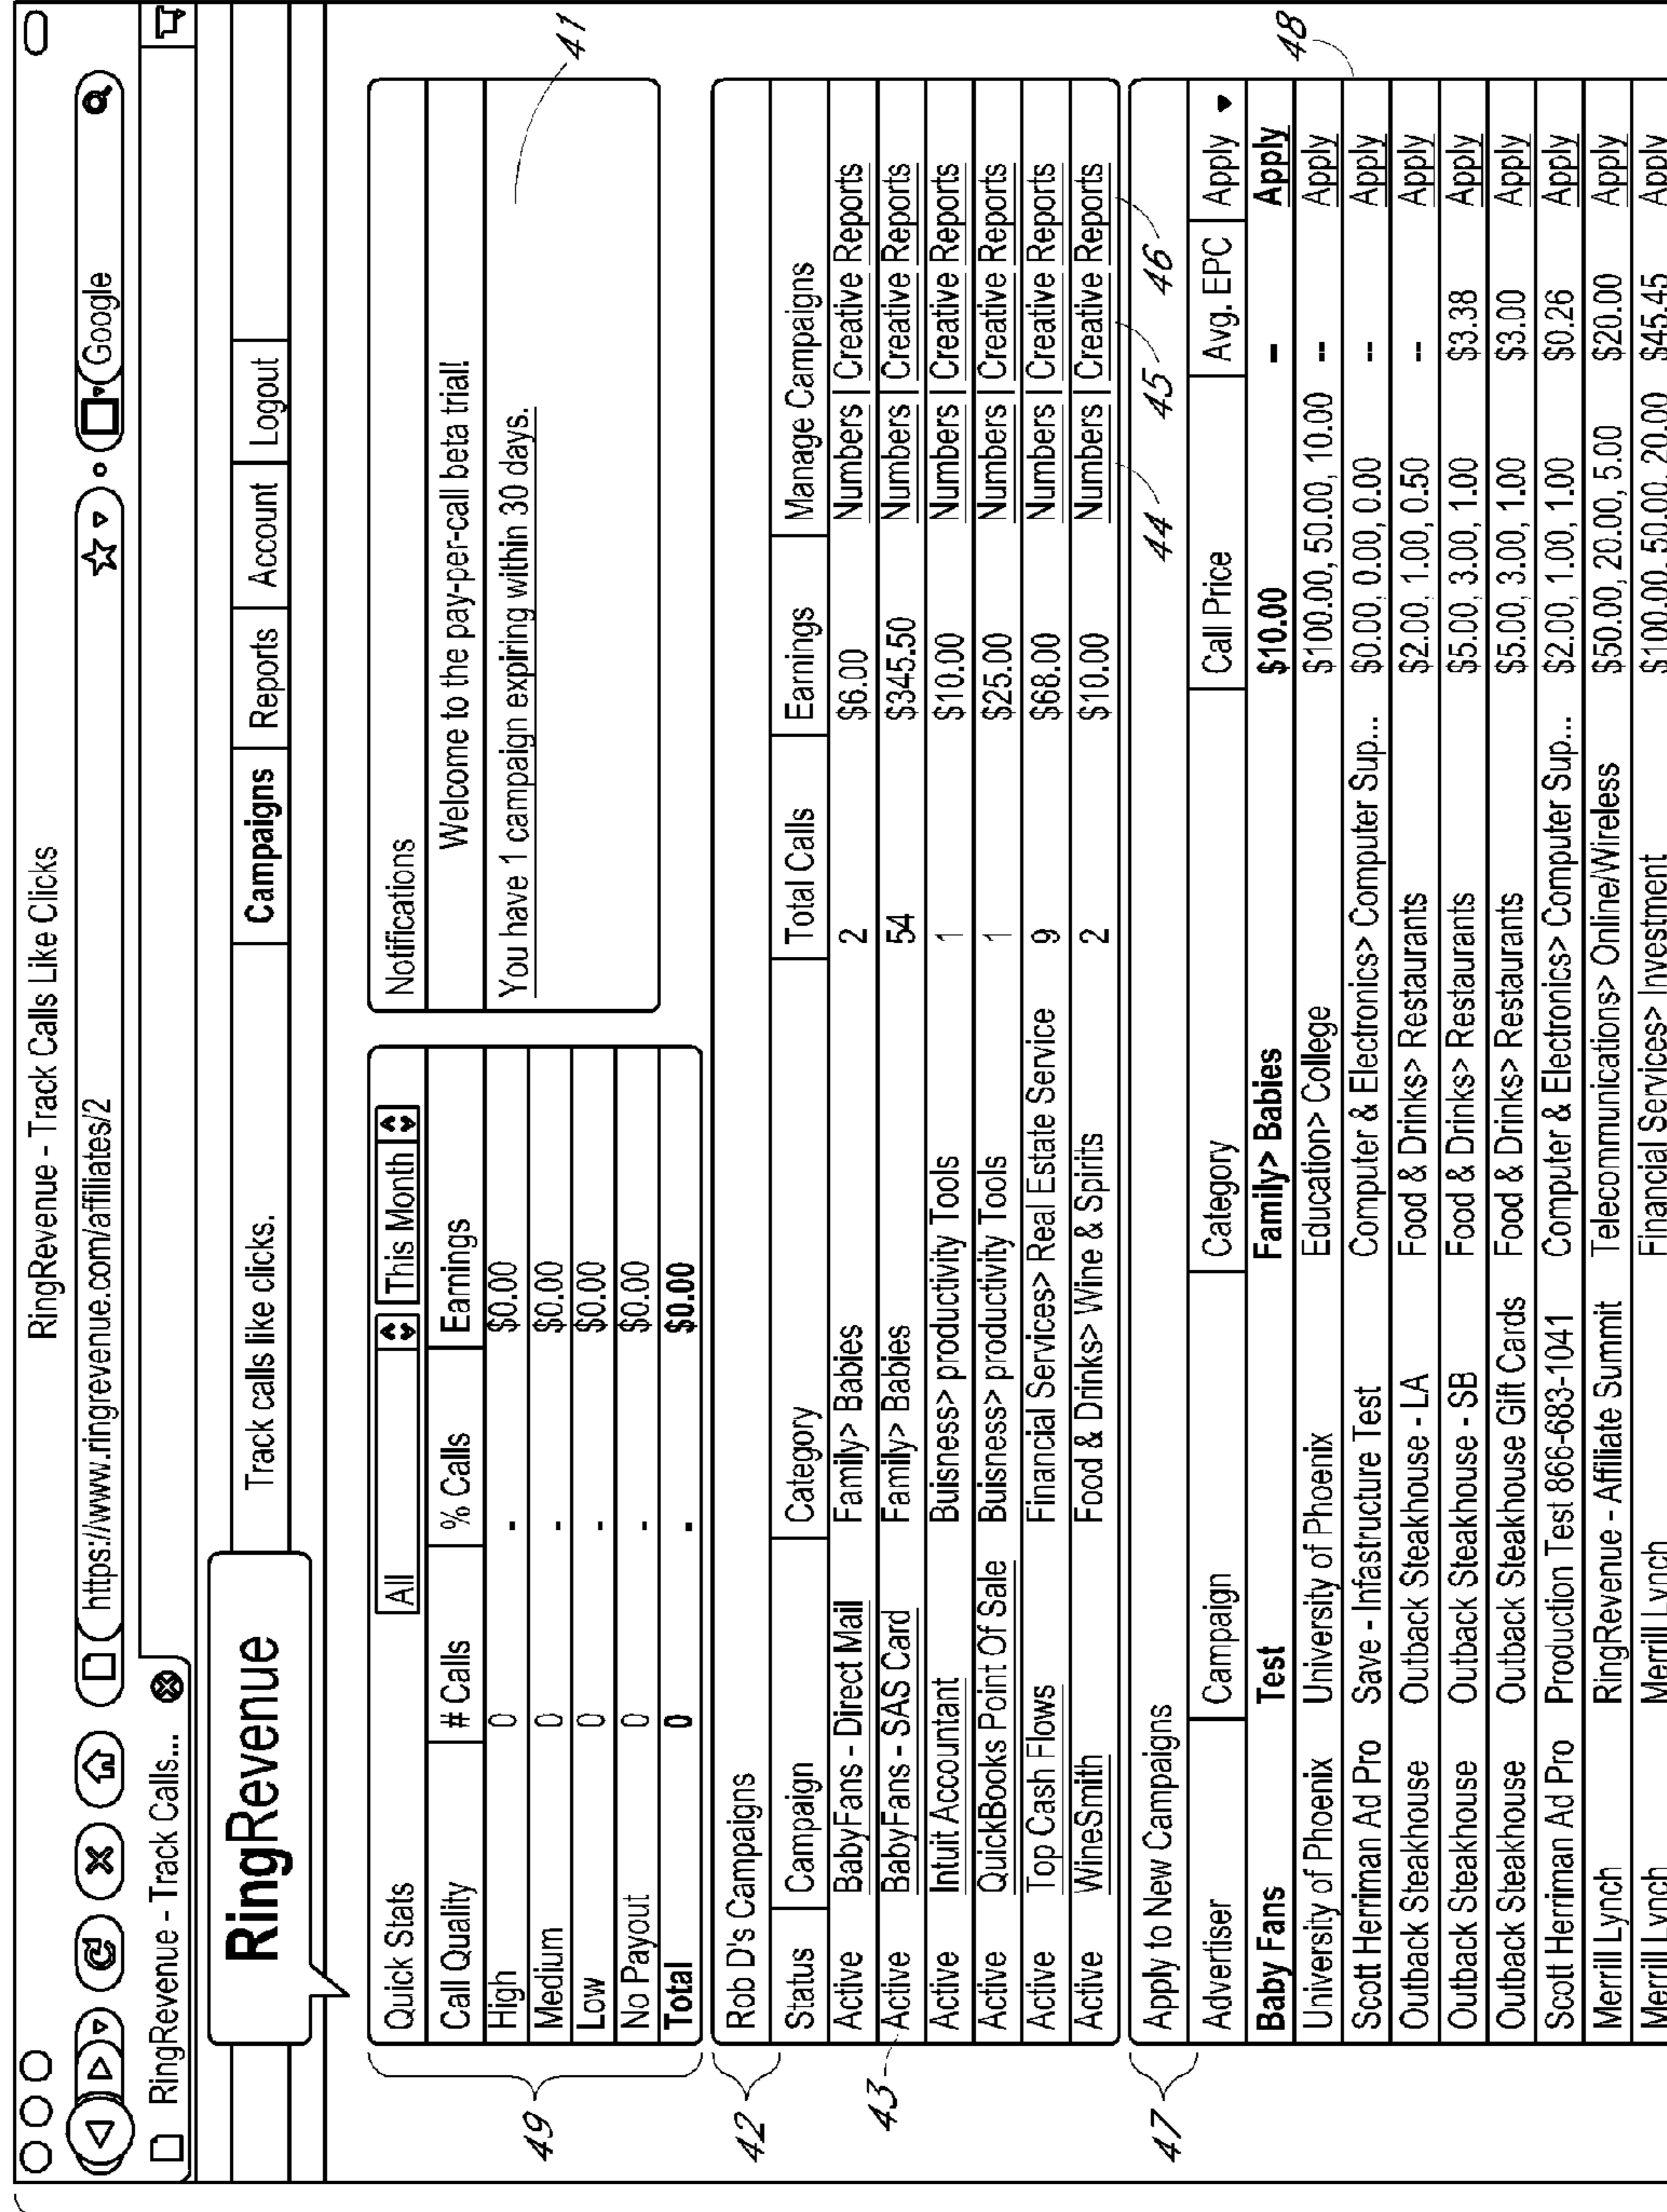 RingRevenue - Track Calls Like Clicks
https://www.ringrevenue.com/affiliates/2 Google
RingRevenue - Track Calls...
RingRevenue Track calls like clicks. Campaigns Reports Account Logout
Quick Stats All This Month
Call Quality # Calls % Calls Earnings
High 0 - $0.00
Medium 0 - $0.00
Low 0 - $0.00
No Payout 0 - $0.00
Total 0 - $0.00
49
Notifications
Welcome to the pay-per-call beta trial!
You have 1 campaign expiring within 30 days.
41
42
Rob D's Campaigns
Status Campaign Category Total Calls Earnings Manage Campaigns
Active BabyFans - Direct Mail Family> Babies 2 $6.00 Numbers | Creative Reports
43 Active BabyFans - SAS Card Family> Babies 54 $345.50 Numbers | Creative Reports
Active Intuit Accountant Buisness> productivity Tools 1 $10.00 Numbers | Creative Reports
Active QuickBooks Point Of Sale Buisness> productivity Tools 1 $25.00 Numbers | Creative Reports
Active Top Cash Flows Financial Services> Real Estate Service 9 $68.00 Numbers | Creative Reports
Active WineSmith Food & Drinks> Wine & Spirits 2 $10.00 Numbers | Creative Reports
44 45 46
47 Apply to New Campaigns
Advertiser Campaign Category Call Price Avg. EPC Apply
48
Baby Fans Test Family> Babies $10.00 - Apply
University of Phoenix University of Phoenix Education> College $100.00, 50.00, 10.00 -- Apply
Scott Herriman Ad Pro Save - Infastructure Test Computer & Electronics> Computer Sup... $0.00, 0.00, 0.00 -- Apply
Outback Steakhouse Outback Steakhouse - LA Food & Drinks> Restaurants $2.00, 1.00, 0.50 -- Apply
Outback Steakhouse Outback Steakhouse - SB Food & Drinks> Restaurants $5.00, 3.00, 1.00 $3.38 Apply
Outback Steakhouse Outback Steakhouse Gift Cards Food & Drinks> Restaurants $5.00, 3.00, 1.00 $3.00 Apply
Scott Herriman Ad Pro Production Test 866-683-1041 Computer & Electronics> Computer Sup... $2.00, 1.00, 1.00 $0.26 Apply
Merrill Lynch RingRevenue - Affiliate Summit Telecommunications> Online/Wireless $50.00, 20.00, 5.00 $20.00 Apply
Merrill Lynch Merrill Lynch Financial Services> Investment $100.00, 50.00, 20.00 $45.45 Apply